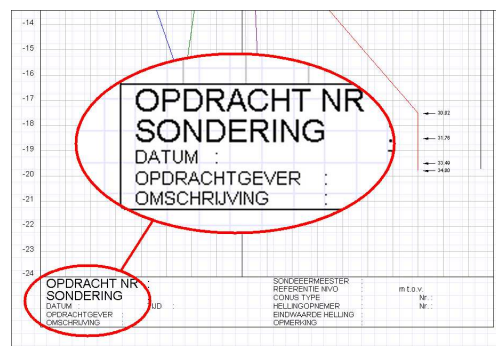 -14
-15
-16
-17
-18
-19
-20
-21
-22
-23
-24
30,82
31,76
33,49
34,80
OPDRACHT NR
SONDERING
DATUM :
OPDRACHTGEVER :
OMSCHRIJVING :
OPDRACHT NR :
SONDERING
DATUM
UD :
OPDRACHTGEVER
OMSCHRIJVING :
SONDEERMEESTER :
REFERENTIE NIVO : m t.o.v.
CONUS TYPE : Nr.:
HELLINGOPNEMER : Nr.:
EINDWAARDE HELLING :
OPMERKING :